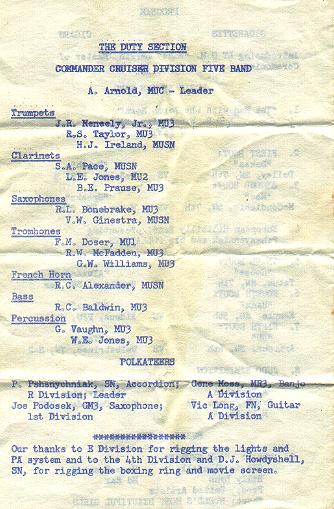 THE DUTY SECTION
COMMANDER CRUISER DIVISION FIVE BAND
A. Arnold, MUC - Leader
Trumpets
J.R. Meneely, Jr., MU3
R.S. Taylor, MU3
H.J. Ireland, MUSN
Clarinets
S.A. Pace, MUSN
L.E. Jones, MU2
B.E. Prause, MU3
Saxophones
R.L. Bonebrake, MU3
V.W. Ginestra, MUSN
Trombones
F.M. Doser, MU1
R.W. McFadden, MU3
G.W. Williams, MU3
French Horn
R.C. Alexander, MUSN
Bass
R.C. Baldwin, MU3
Percussion
G. Vaughn, MU3
W.E. Jones, MU3
POLKATEERS
P. Pshanychniak, SN, Accordion; Gene Moss, MR3, Banjo
R Division; Leader A Division
Joe Podosek, GM3, Saxophone; Vic Long, FN, Guitar
1st Division A Division
******************
Our thanks to E Division for rigging the lights and
PA system and to the 4th Division and D.J. Howdyshell,
SN, for rigging the boxing ring and movie screen.